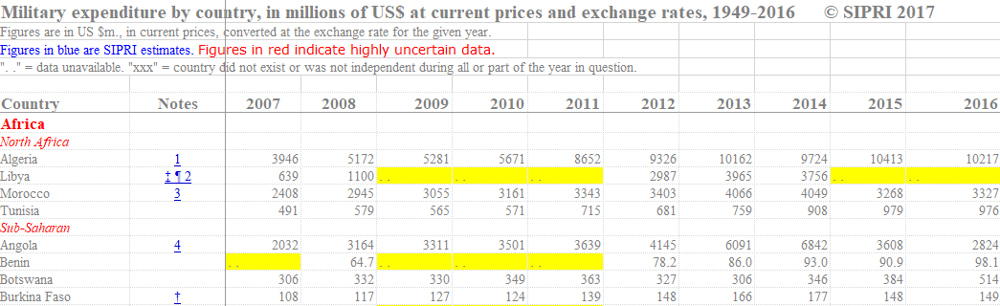 Military expenditure by country, in millions of US$ at current prices and exchange rates, 1949-2016 © SIPRI 2017
Figures are in US $m., in current prices, converted at the exchange rate for the given year.
Figures in blue are SIPRI estimates. Figures in red indicate highly uncertain data.
". ." = data unavailable. "xxx" = country did not exist or was not independent during all or part of the year in question.
Country Notes 2007 2008 2009 2010 2011 2012 2013 2014 2015 2016
Africa
North Africa
Algeria 1 3946 5172 5281 5671 8652 9326 10162 9724 10413 10217
Libya ‡ ¶ 2 639 1100 . . . . . . 2987 3965 3756 . . . .
Morocco 3 2408 2945 3055 3161 3343 3403 4066 4049 3268 3327
Tunisia 491 579 565 571 715 681 759 908 979 976
Sub-Saharan
Angola 4 2032 3164 3311 3501 3639 4145 6091 6842 3608 2824
Benin . . 64.7 . . . . . . 78.2 86.0 93.0 90.9 98.1
Botswana 306 332 330 349 363 327 306 346 384 514
Burkina Faso † 108 117 127 124 139 148 166 177 148 149